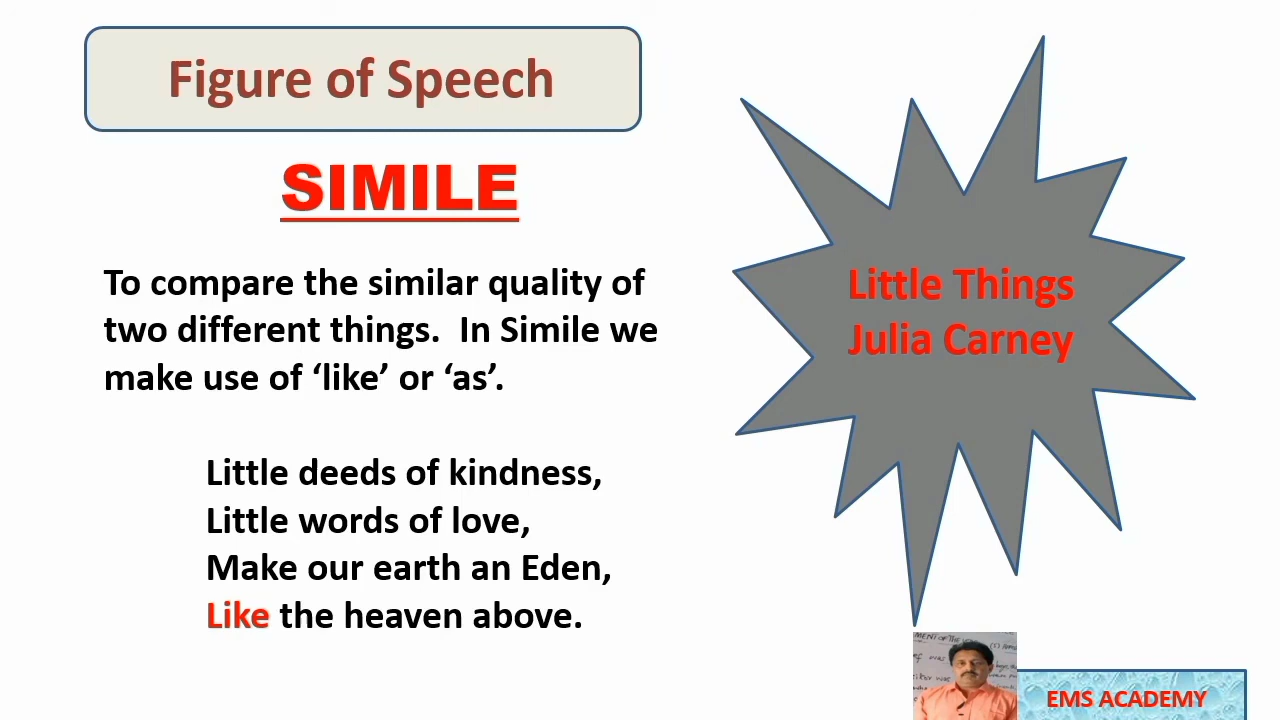 Figure of Speech
SIMILE
To compare the similar quality of
two different things.  In Simile we
make use of ‘like’ or ‘as’.
Little deeds of kindness,
Little words of love,
Make our earth an Eden,
Like the heaven above.
Little Things
Julia Carney
EMS ACADEMY